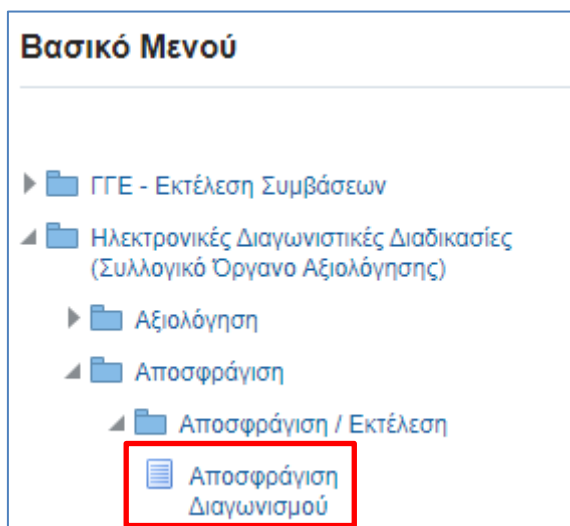 Βασικό Μενού
ΓΓΕ - Εκτέλεση Συμβάσεων
Ηλεκτρονικές Διαγωνιστικές Διαδικασίες
(Συλλογικό Όργανο Αξιολόγησης)
Αξιολόγηση
Αποσφράγιση
Αποσφράγιση / Εκτέλεση
Αποσφράγιση
Διαγωνισμού